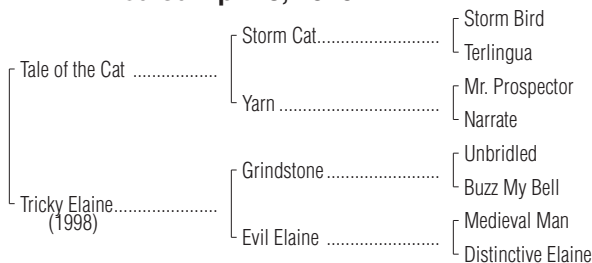 Storm Bird
Storm Cat........................................
Terlingua
Tale of the Cat ..................
Mr. Prospector
Yarn ..................................
Narrate
Unbridled
Grindstone........................
Buzz My Bell
Tricky Elaine......................
(1998)
Medieval Man
Evil Elaine ........................
Distinctive Elaine